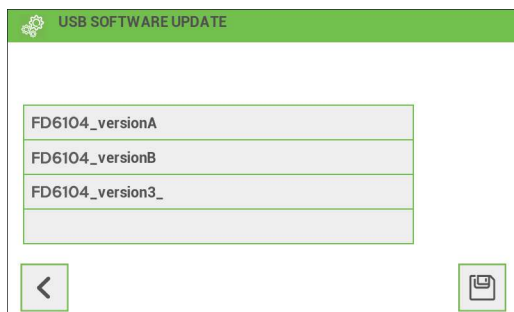 USB SOFTWARE UPDATE
FD6104_versionA
FD6104_versionB
FD6104_version3_